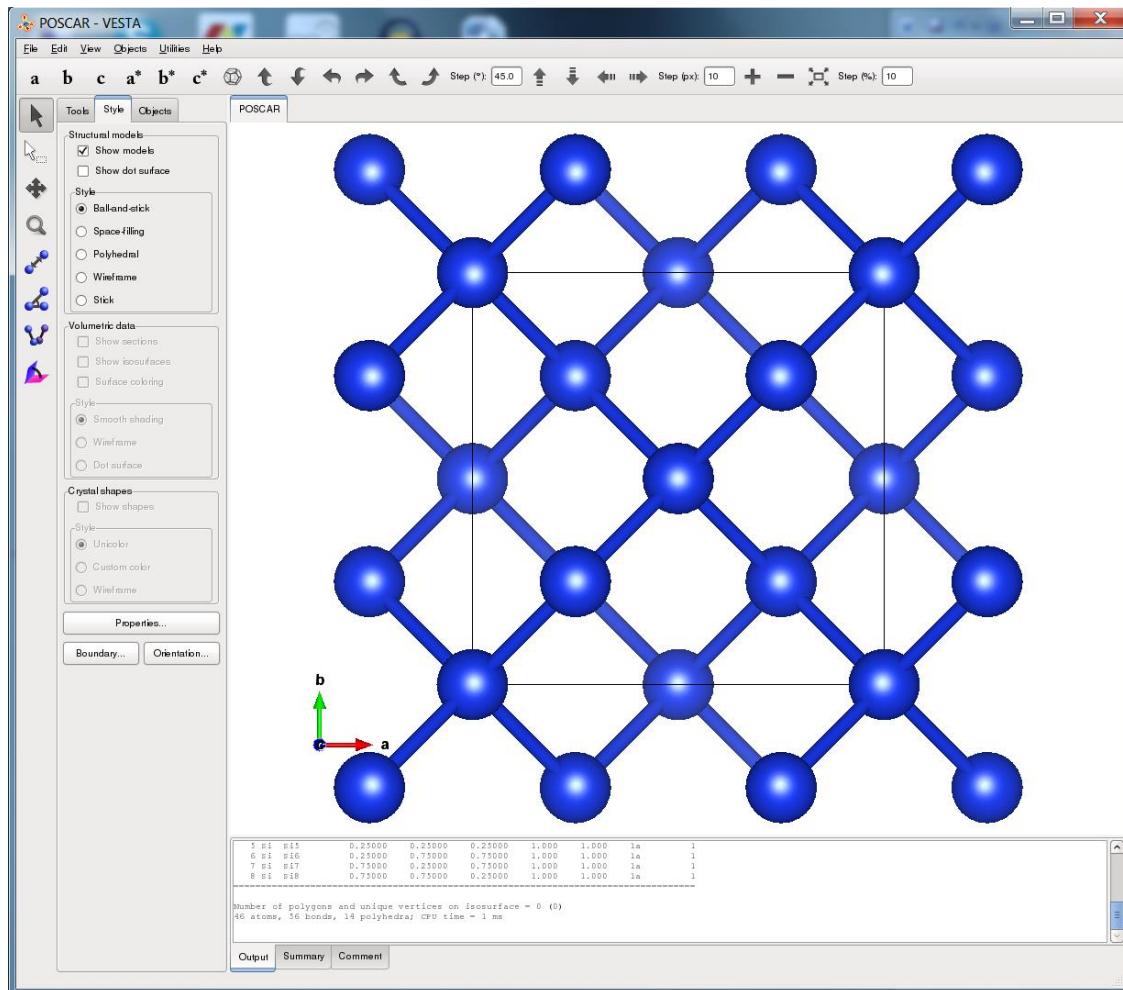 POSCAR - VESTA
File Edit View Objects Utilities Help
a b c a* b* c* Step (°): 45.0 Step (px): 10 Step (%): 10
Tools Style Objects
POSCAR
Structural models
Show models
Show dot surface
Style
Ball-and-stick
Space-filling
Polyhedral
Wireframe
Stick
Volumetric data
Show sections
Show isosurfaces
Surface coloring
Style
Smooth shading
Wireframe
Dot surface
Crystal shapes
Show shapes
Style
Unicolor
Custom color
Wireframe
Properties...
Boundary... Orientation...
b
a
5 Si Si5 0.25000 0.25000 0.25000 1.000 1.000 1a 1
6 Si Si6 0.25000 0.75000 0.75000 1.000 1.000 1a 1
7 Si Si7 0.75000 0.25000 0.75000 1.000 1.000 1a 1
8 Si Si8 0.75000 0.75000 0.25000 1.000 1.000 1a 1
Number of polygons and unique vertices on isosurface = 0 (0)
46 atoms, 56 bonds, 14 polyhedra; CPU time = 1 ms
Output Summary Comment